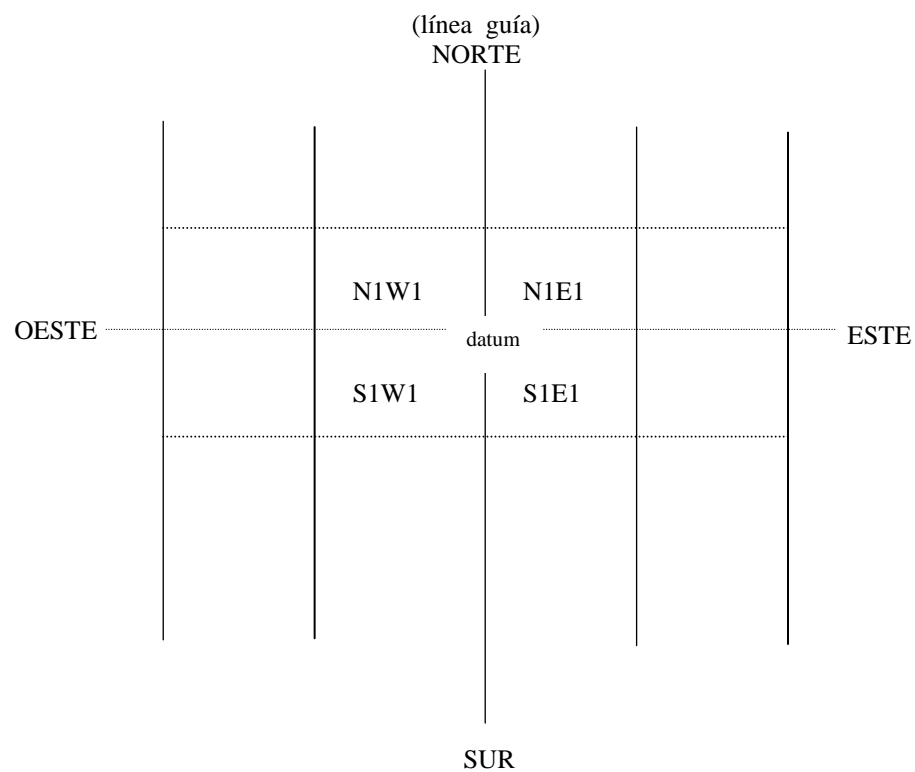 (línea guía)
NORTE
N1W1 N1E1
OESTE datum ESTE
S1W1 S1E1
SUR